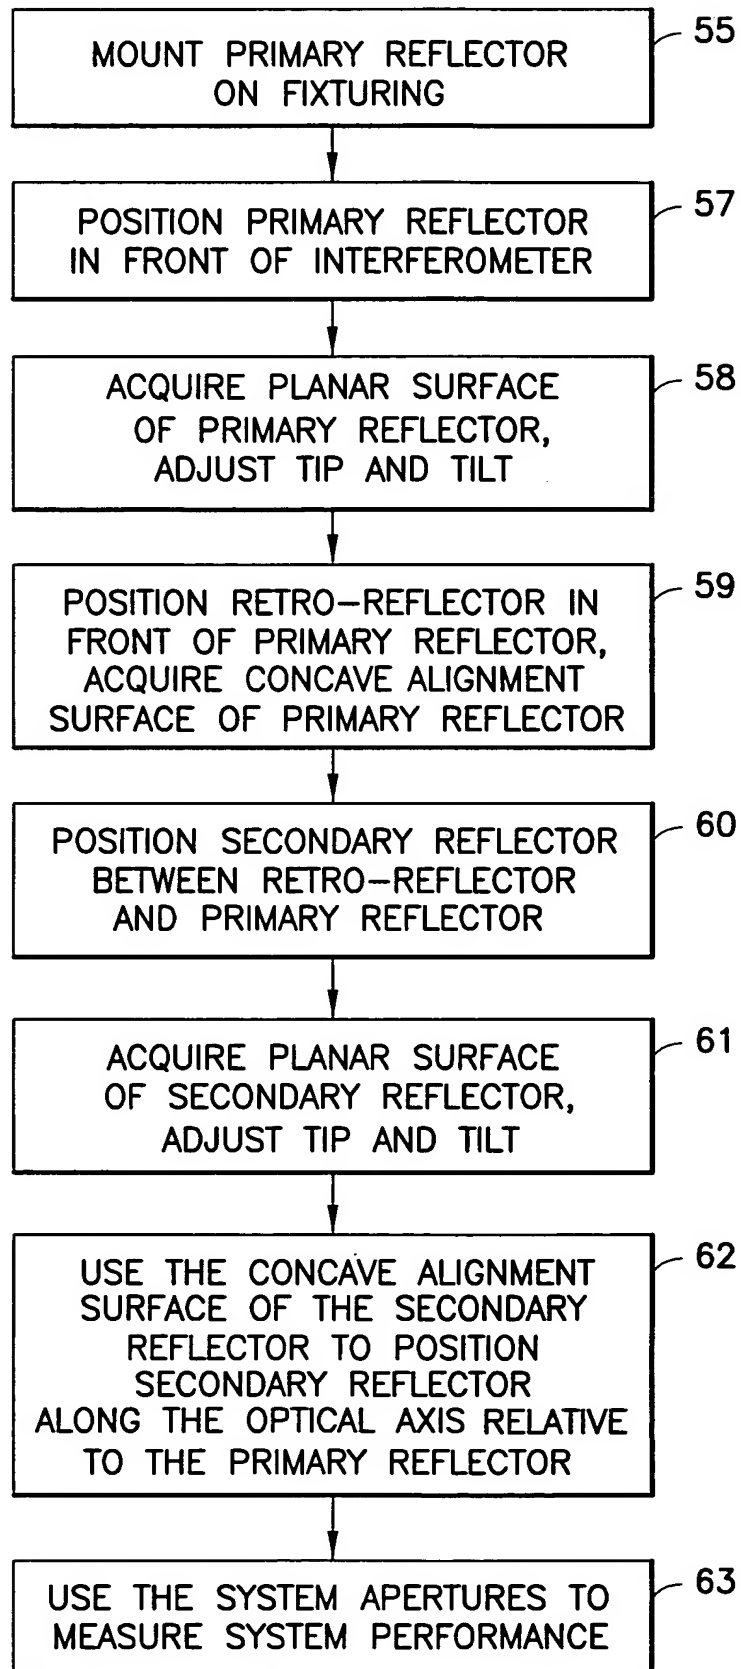 MOUNT PRIMARY REFLECTOR
ON FIXTURING
55
POSITION PRIMARY REFLECTOR
IN FRONT OF INTERFEROMETER
57
ACQUIRE PLANAR SURFACE
OF PRIMARY REFLECTOR,
ADJUST TIP AND TILT
58
POSITION RETRO-REFLECTOR IN
FRONT OF PRIMARY REFLECTOR,
ACQUIRE CONCAVE ALIGNMENT
SURFACE OF PRIMARY REFLECTOR
59
POSITION SECONDARY REFLECTOR
BETWEEN RETRO-REFLECTOR
AND PRIMARY REFLECTOR
60
ACQUIRE PLANAR SURFACE
OF SECONDARY REFLECTOR,
ADJUST TIP AND TILT
61
USE THE CONCAVE ALIGNMENT
SURFACE OF THE SECONDARY
REFLECTOR TO POSITION
SECONDARY REFLECTOR
ALONG THE OPTICAL AXIS RELATIVE
TO THE PRIMARY REFLECTOR
62
USE THE SYSTEM APERTURES TO
MEASURE SYSTEM PERFORMANCE
63